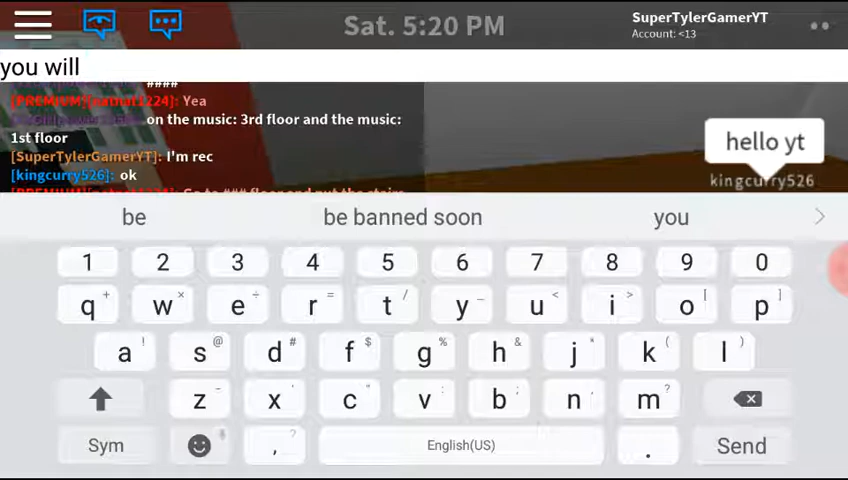 Sat. 5:20 PM
SuperTylerGamerYT
Account: <13
you will
####
[PREMIUM][nathat1224]: Yea
on the music: 3rd floor and the music:
1st floor
[SuperTylerGamerYT]: I'm rec
[kingcurry526]: ok
hello yt
kingcurry526
be be banned soon you
1 2 3 4 5 6 7 8 9 0
q + w × e ÷ r = t / y _ u < i > o [ p ]
a ! s @ d # f $ g % h & j * k ( l )
z - x ' c " v : b ; n , m ?
Sym , ? English(US) . Send